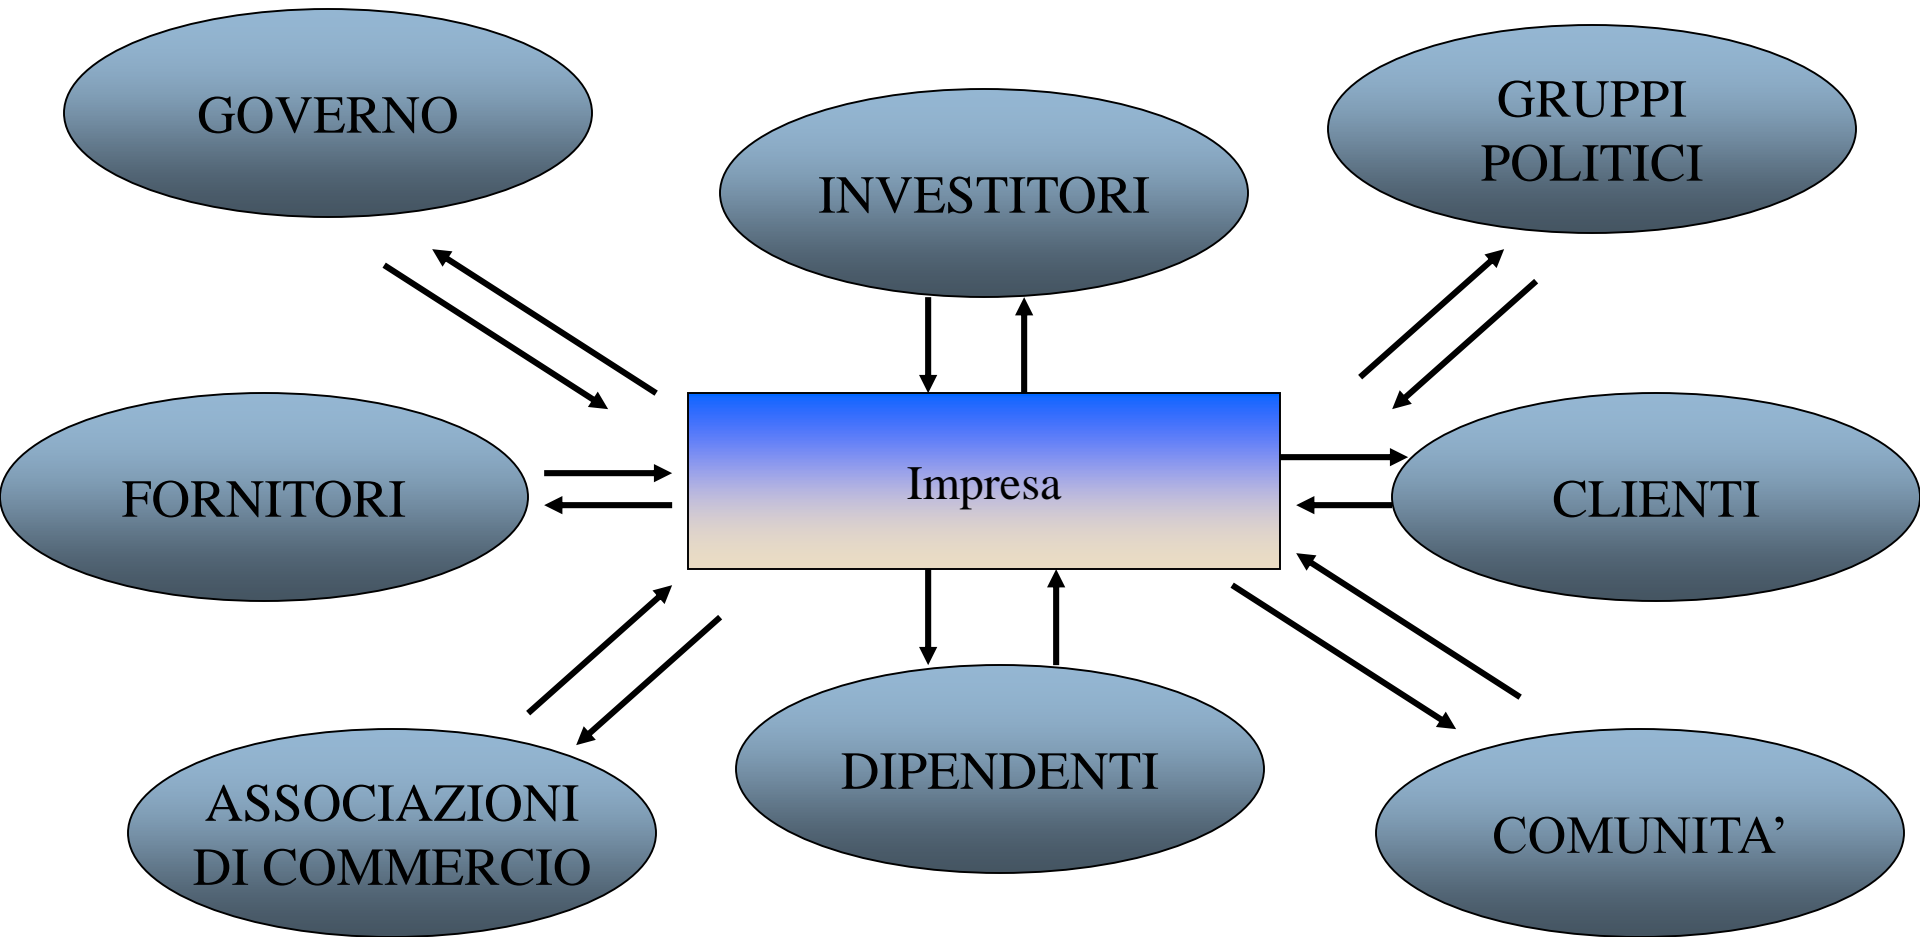 GOVERNO
INVESTITORI
GRUPPI
POLITICI
FORNITORI
Impresa
CLIENTI
ASSOCIAZIONI
DI COMMERCIO
DIPENDENTI
COMUNITA’